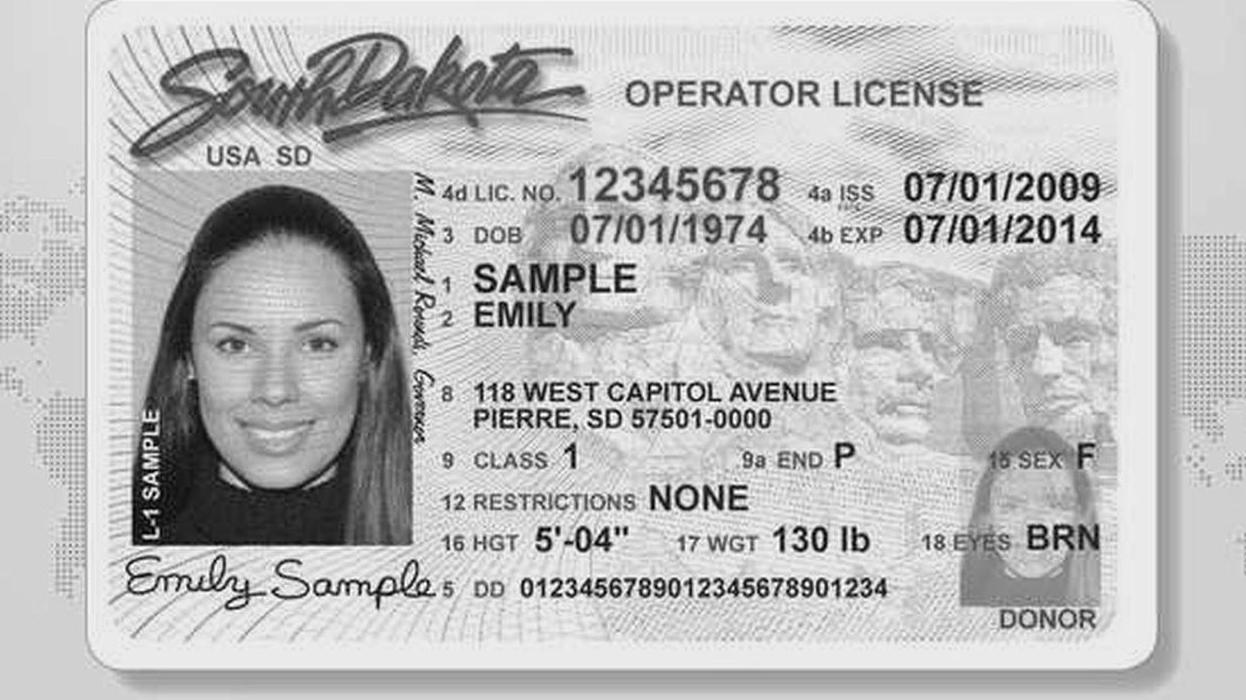 South Dakota
OPERATOR LICENSE
USA SD
4d LIC. NO. 12345678 4a ISS 07/01/2009
3 DOB 07/01/1974 4b EXP 07/01/2014
1 SAMPLE
2 EMILY
M. Michael Rounds, Governor
8 118 WEST CAPITOL AVENUE
PIERRE, SD 57501-0000
9 CLASS 1 9a END P 15 SEX F
12 RESTRICTIONS NONE
16 HGT 5'-04" 17 WGT 130 lb 18 EYES BRN
L-1 SAMPLE
Emily Sample
5 DD 0123456789012345678901234
DONOR